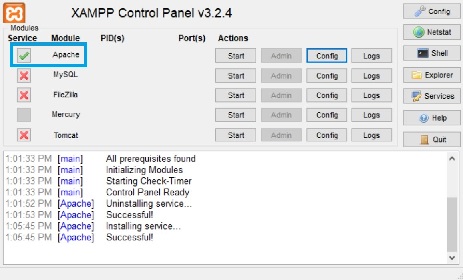 XAMPP Control Panel v3.2.4
Config
Modules
Service Module PID(s) Port(s) Actions
Netstat
Apache Start Admin Config Logs
Shell
MySQL Start Admin Config Logs
Explorer
FileZilla Start Admin Config Logs
Services
Mercury Start Admin Config Logs
Help
Tomcat Start Admin Config Logs
Quit
1:01:33 PM [main] All prerequisites found
1:01:33 PM [main] Initializing Modules
1:01:33 PM [main] Starting Check-Timer
1:01:33 PM [main] Control Panel Ready
1:01:52 PM [Apache] Uninstalling service...
1:01:53 PM [Apache] Successful!
1:05:45 PM [Apache] Installing service...
1:05:45 PM [Apache] Successful!